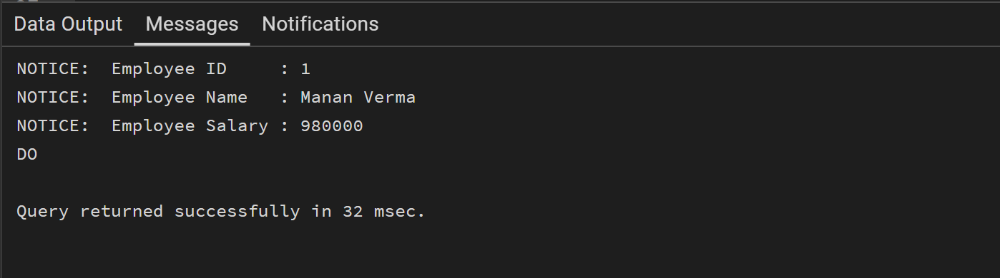 Data Output Messages Notifications
NOTICE:  Employee ID     : 1
NOTICE:  Employee Name   : Manan Verma
NOTICE:  Employee Salary : 980000
DO
Query returned successfully in 32 msec.